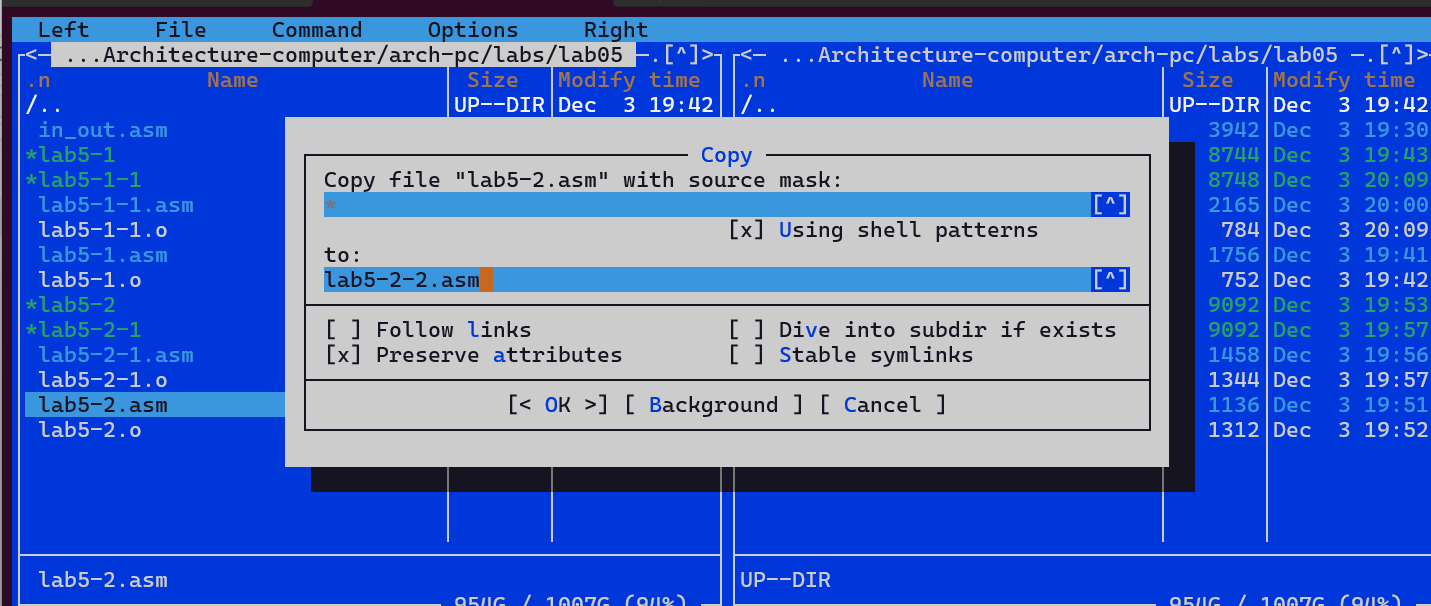 Left File Command Options Right
<— ...Architecture-computer/arch-pc/labs/lab05 —.[^]> <— ...Architecture-computer/arch-pc/labs/lab05 —.[^]>
.n Name Size Modify time .n Name Size Modify time
/.. UP--DIR Dec 3 19:42 /.. UP--DIR Dec 3 19:42
in_out.asm 3942 Dec 3 19:30
*lab5-1 Copy 8744 Dec 3 19:43
*lab5-1-1 Copy file "lab5-2.asm" with source mask: 8748 Dec 3 20:09
lab5-1-1.asm * [^] 2165 Dec 3 20:00
lab5-1-1.o [x] Using shell patterns 784 Dec 3 20:09
lab5-1.asm to: 1756 Dec 3 19:41
lab5-1.o lab5-2-2.asm [^] 752 Dec 3 19:42
*lab5-2 9092 Dec 3 19:53
*lab5-2-1 [ ] Follow links [ ] Dive into subdir if exists 9092 Dec 3 19:57
lab5-2-1.asm [x] Preserve attributes [ ] Stable symlinks 1458 Dec 3 19:56
lab5-2-1.o 1344 Dec 3 19:57
lab5-2.asm [< OK >] [ Background ] [ Cancel ] 1136 Dec 3 19:51
lab5-2.o 1312 Dec 3 19:52
lab5-2.asm UP--DIR
954G / 1007G (94%) 954G / 1007G (94%)